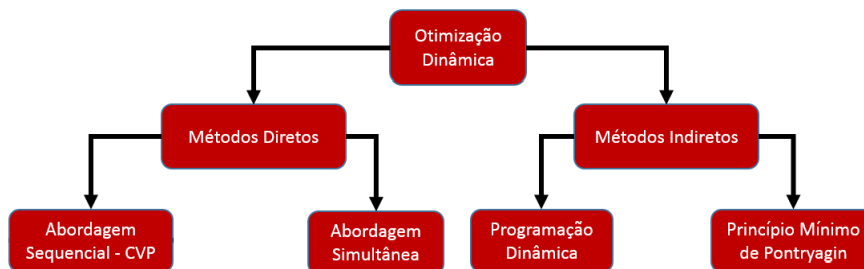 Otimização
Dinâmica
Métodos Diretos
Métodos Indiretos
Abordagem
Sequencial - CVP
Abordagem
Simultânea
Programação
Dinâmica
Princípio Mínimo
de Pontryagin